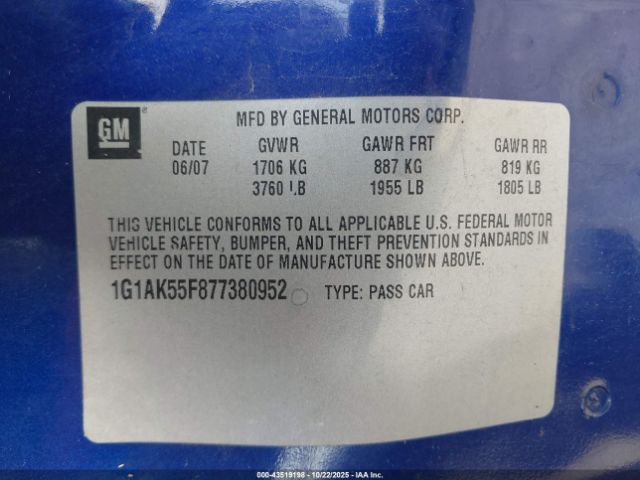 GM
MFD BY GENERAL MOTORS CORP.
DATE GVWR GAWR FRT GAWR RR
06/07 1706 KG 887 KG 819 KG
3760 LB 1955 LB 1805 LB
THIS VEHICLE CONFORMS TO ALL APPLICABLE U.S. FEDERAL MOTOR
VEHICLE SAFETY, BUMPER, AND THEFT PREVENTION STANDARDS IN
EFFECT ON THE DATE OF MANUFACTURE SHOWN ABOVE.
1G1AK55F877380952 TYPE: PASS CAR
000-43519198 - 10/22/2025 - IAAI.COM